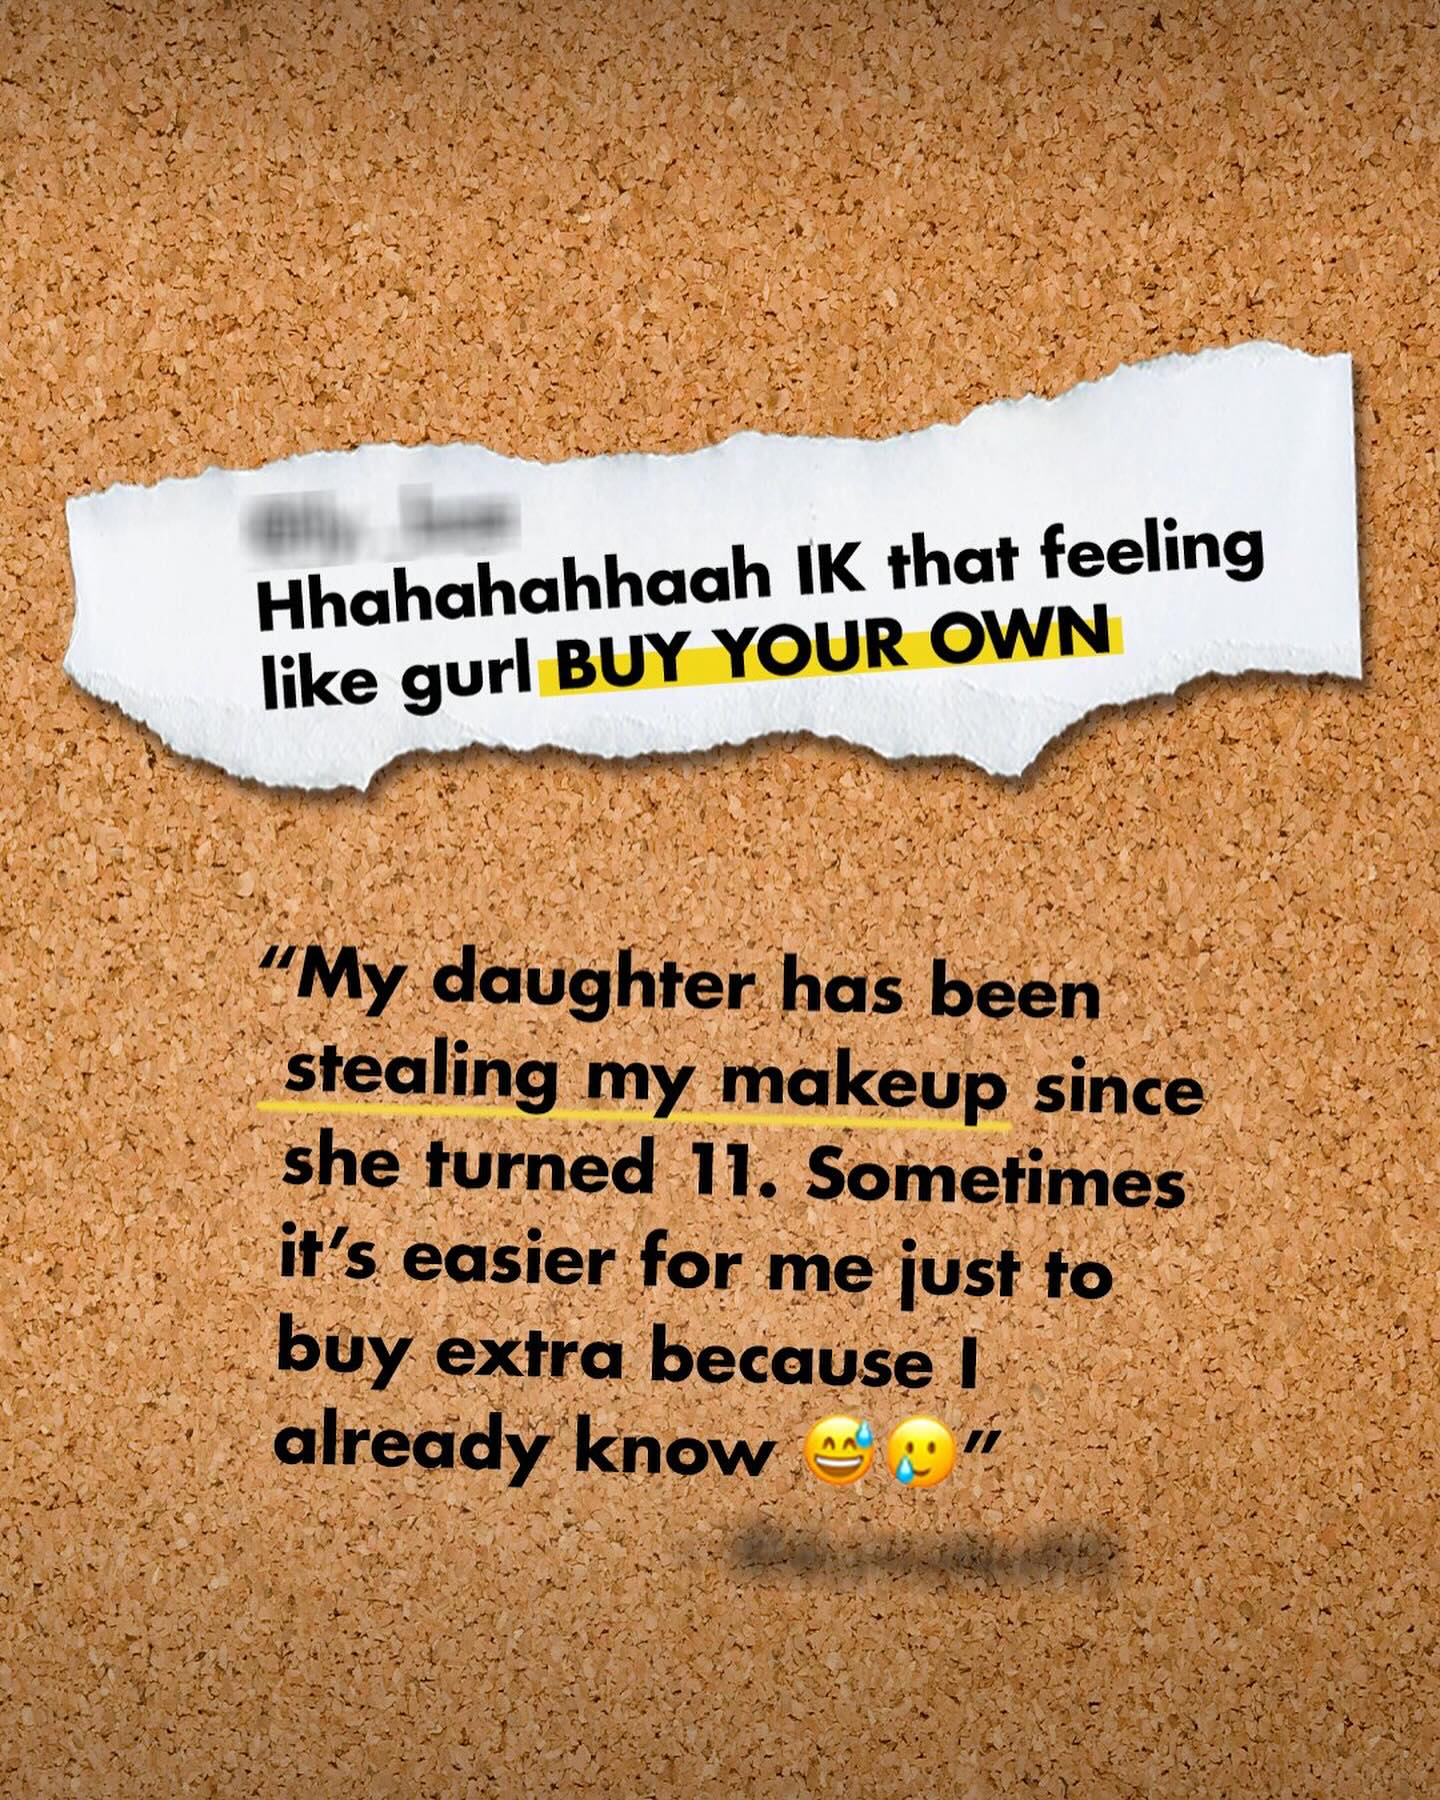 Hhahahahhaah IK that feeling
like gurl BUY YOUR OWN
“My daughter has been
stealing my makeup since
she turned 11. Sometimes
it’s easier for me just to
buy extra because I
already know 😅🥲”